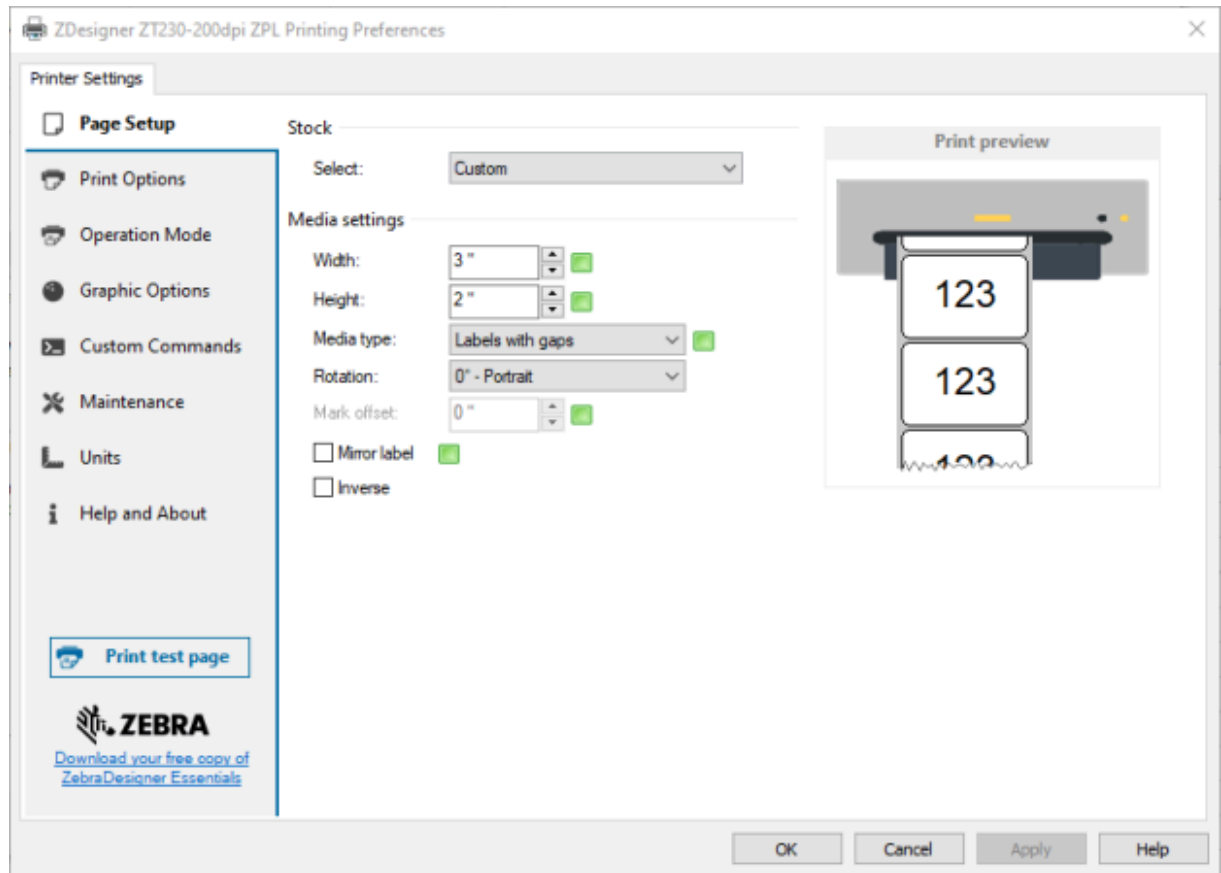 ZDesigner ZT230-200dpi ZPL Printing Preferences
Printer Settings
Page Setup
Print Options
Operation Mode
Graphic Options
Custom Commands
Maintenance
Units
Help and About
Print test page
ZEBRA
Download your free copy of
ZebraDesigner Essentials
Stock
Select: Custom
Media settings
Width: 3 "
Height: 2 "
Media type: Labels with gaps
Rotation: 0° - Portrait
Mark offset: 0 "
Mirror label
Inverse
Print preview
123
123
123
OK Cancel Apply Help